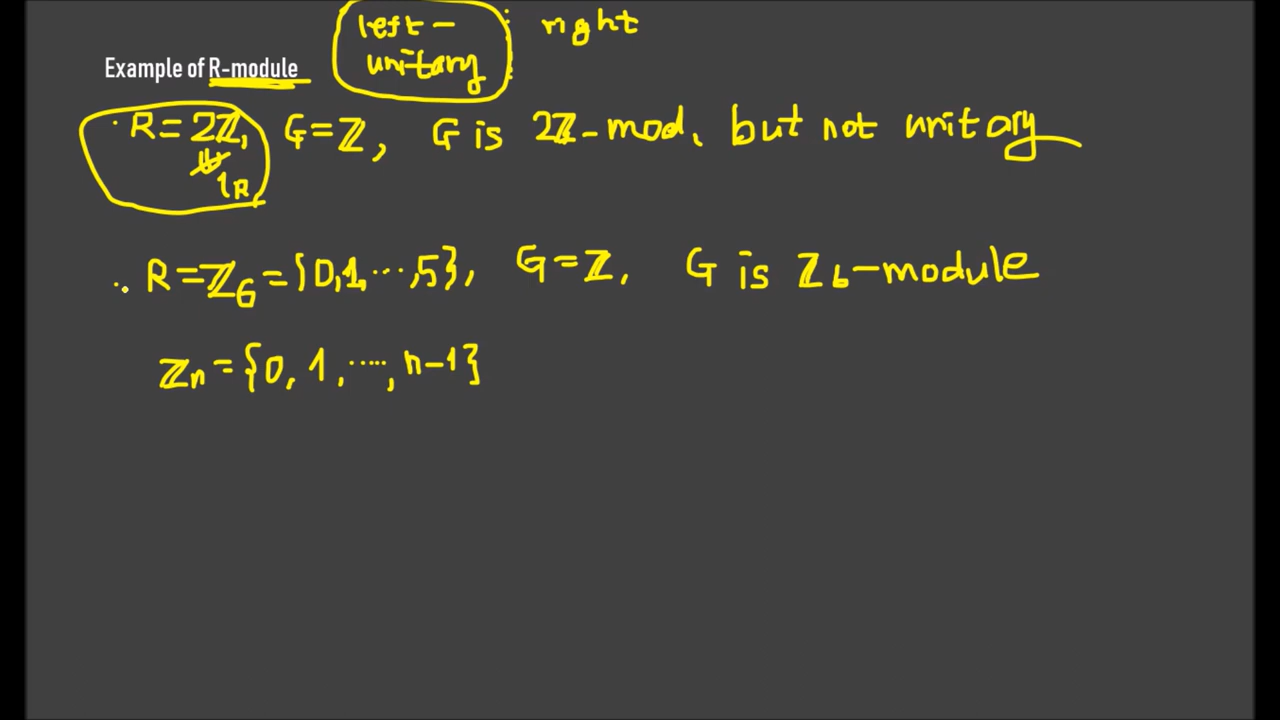 left- : right
Example of R-module unitary
· R=2ℤ, G=ℤ, G is 2ℤ-mod. but not unitary
∉
1R
· R=ℤ6={0,1,...,5}, G=ℤ. G is ℤ6-module
ℤn={0,1,.....,n-1}